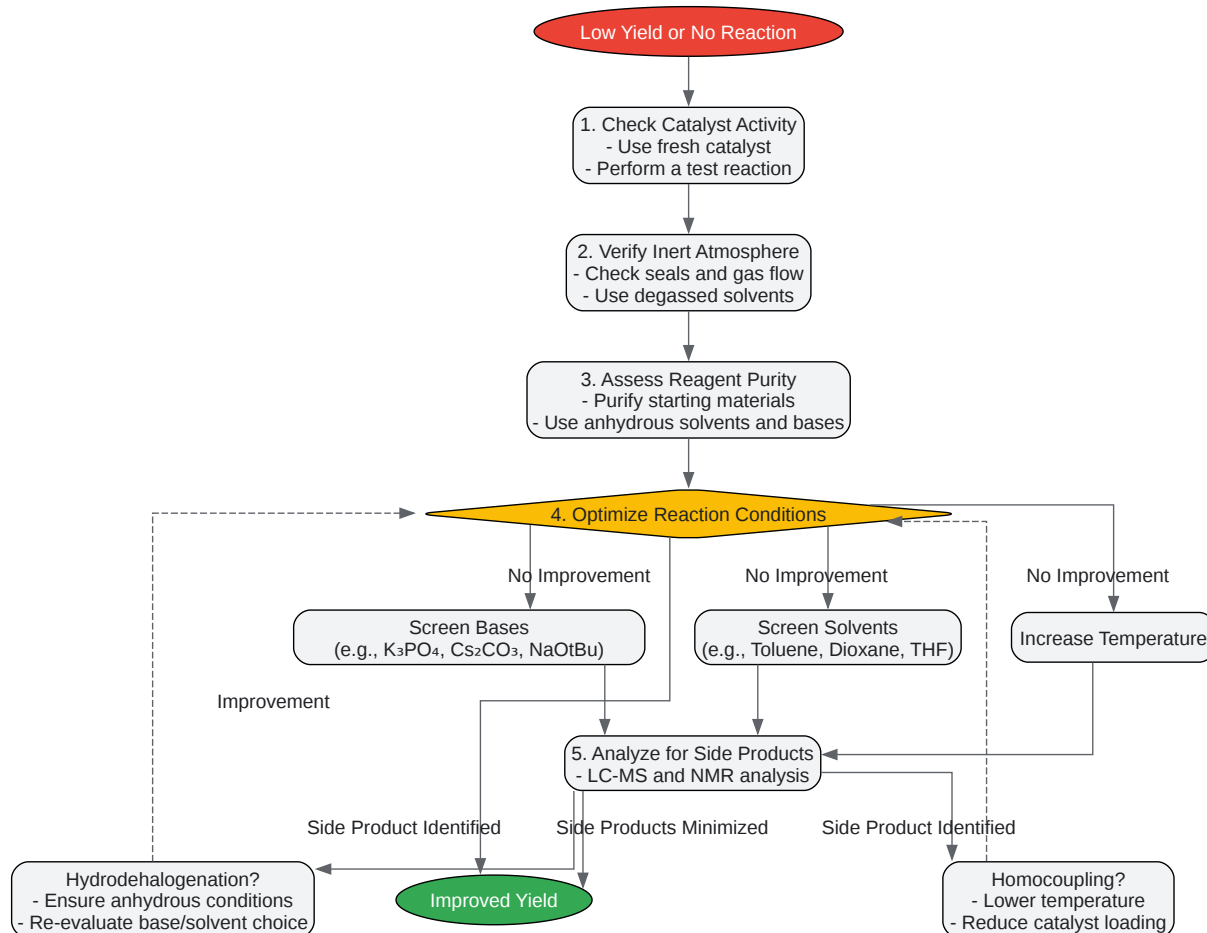 Low Yield or No Reaction
1. Check Catalyst Activity
- Use fresh catalyst
- Perform a test reaction
2. Verify Inert Atmosphere
- Check seals and gas flow
- Use degassed solvents
3. Assess Reagent Purity
- Purify starting materials
- Use anhydrous solvents and bases
4. Optimize Reaction Conditions
No Improvement
No Improvement
No Improvement
Screen Bases
(e.g., K₃PO₄, Cs₂CO₃, NaOtBu)
Screen Solvents
(e.g., Toluene, Dioxane, THF)
Increase Temperature
Improvement
5. Analyze for Side Products
- LC-MS and NMR analysis
Side Product Identified
Side Products Minimized
Side Product Identified
Hydrodehalogenation?
- Ensure anhydrous conditions
- Re-evaluate base/solvent choice
Improved Yield
Homocoupling?
- Lower temperature
- Reduce catalyst loading